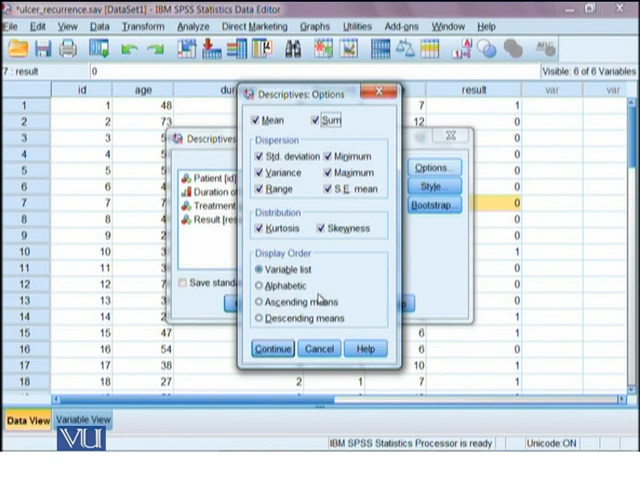 *ulcer_recurrence.sav [DataSet1] - IBM SPSS Statistics Data Editor
File Edit View Data Transform Analyze Direct Marketing Graphs Utilities Add-ons Window Help
7 : result 0 Visible: 6 of 6 Variables
id age result var var
1 1 48 7 1
2 2 73 12 0
3 3 0
4 4 0
5 5 0
6 6 0
7 7 0
8 8 0
9 9 0
10 10 1
11 11 0
12 12 0
13 13 0
14 14 1
15 15 47 6 1
16 16 54 6 0
17 17 38 10 1
18 18 27 2 1 7 1
Descriptives
Patient [id]
Duration o
Treatment
Result [res
Save stand
Options...
Style...
Bootstrap...
Descriptives: Options
Mean Sum
Dispersion
Std. deviation Minimum
Variance Maximum
Range S.E. mean
Distribution
Kurtosis Skewness
Display Order
Variable list
Alphabetic
Ascending means
Descending means
Continue Cancel Help
Data View Variable View
VU
IBM SPSS Statistics Processor is ready Unicode:ON